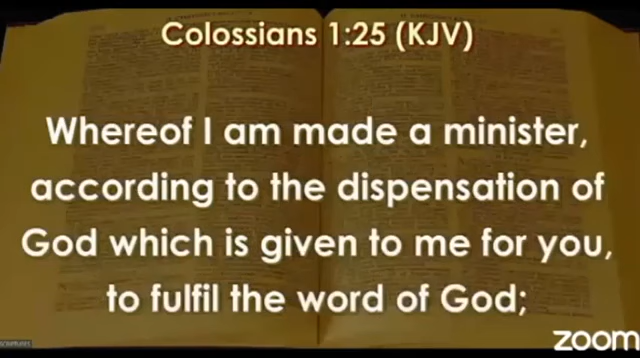 Colossians 1:25 (KJV)
Whereof I am made a minister,
according to the dispensation of
God which is given to me for you,
to fulfil the word of God;
zoom